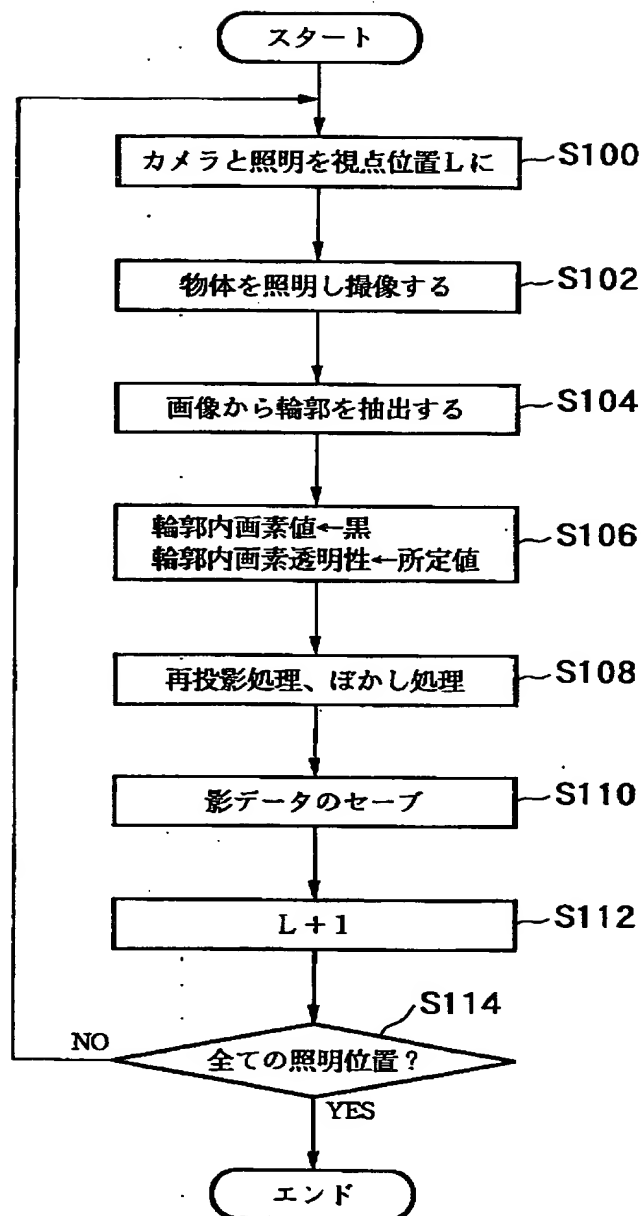 スタート
カメラと照明を視点位置Lに
S100
物体を照明し撮像する
S102
画像から輪郭を抽出する
S104
輪郭内画素値←黒
輪郭内画素透明性←所定値
S106
再投影処理、ぼかし処理
S108
影データのセーブ
S110
L+1
S112
S114
NO
全ての照明位置?
YES
エンド